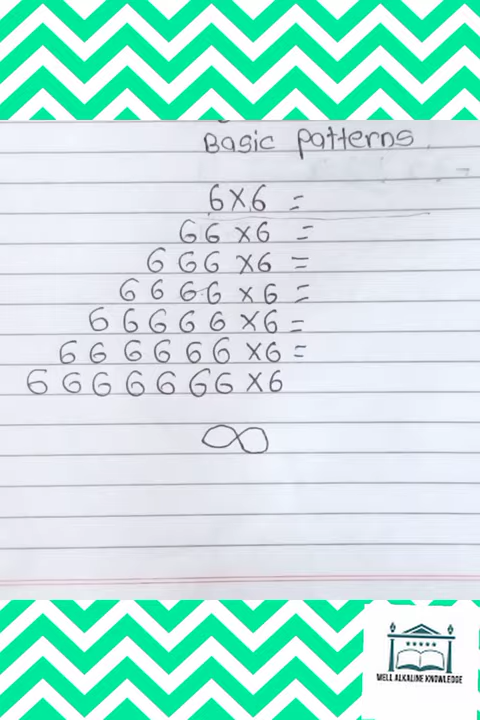 Basic Patterns
6x6 =
66 x6 =
666 x6 =
6666 x6 =
66666 x6 =
666666 x6 =
6666666 x6
∞
WELL ALKALINE KNOWLEDGE